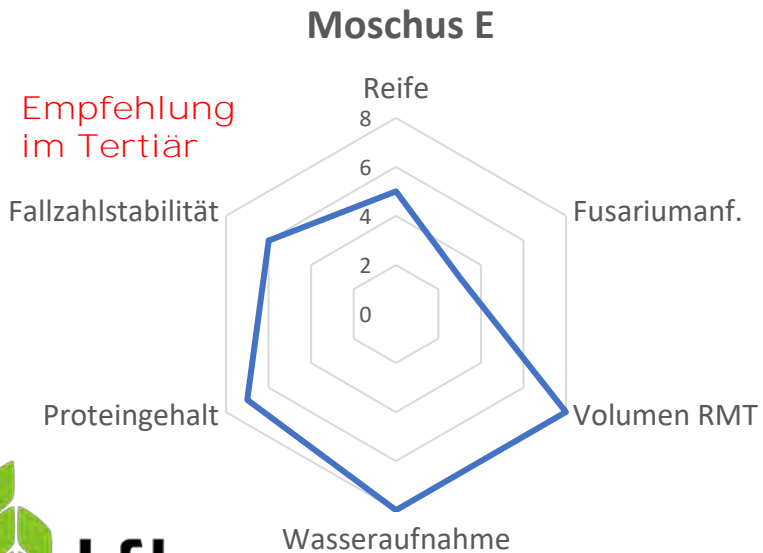 Moschus E
Empfehlung
im Tertiär
Reife
8
6
4
2
0
Fallzahlstabilität
Fusariumanf.
Proteingehalt
Volumen RMT
Wasseraufnahme